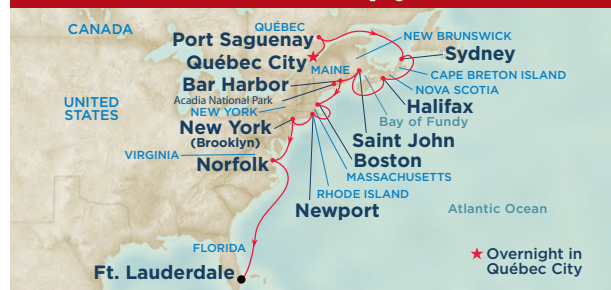 CANADA
QUÉBEC
Port Saguenay
NEW BRUNSWICK
Québec City
Sydney
MAINE
Bar Harbor
CAPE BRETON ISLAND
Acadia National Park
NOVA SCOTIA
UNITED
STATES
NEW YORK
Halifax
New York
(Brooklyn)
Bay of Fundy
Saint John
VIRGINIA
Norfolk
Boston
MASSACHUSETTS
RHODE ISLAND
Newport
Atlantic Ocean
FLORIDA
Ft. Lauderdale
★ Overnight in
Québec City